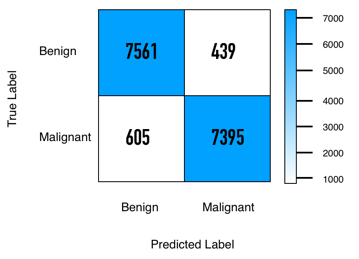 Benign 7561 439 7000
6000
5000
4000
Malignant 605 7395 3000
2000
1000
True Label
Benign Malignant
Predicted Label